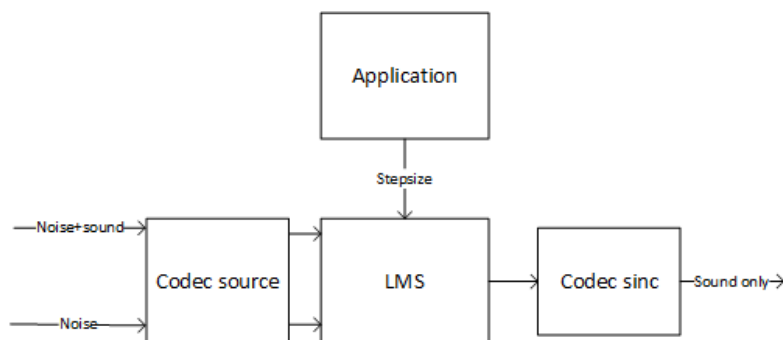 Application
Stepsize
Noise+sound
Codec source
LMS
Codec sinc
Sound only
Noise